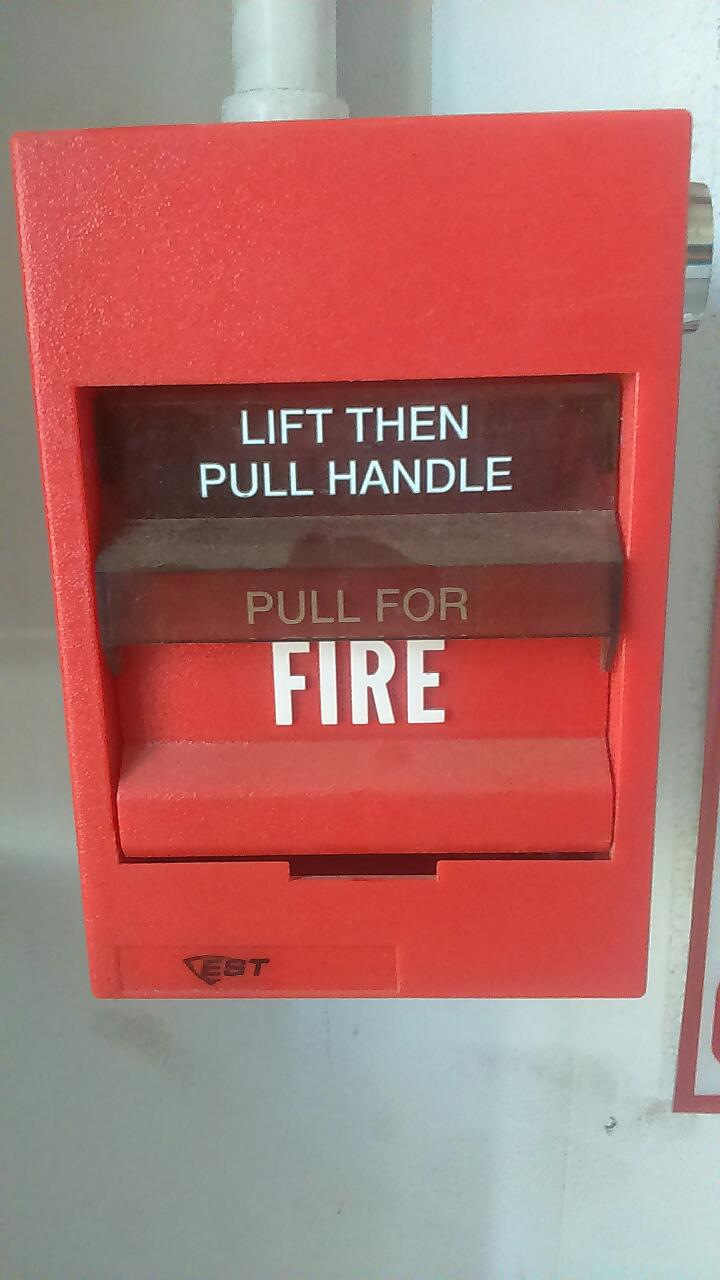 LIFT THEN
PULL HANDLE
PULL FOR
FIRE
EST